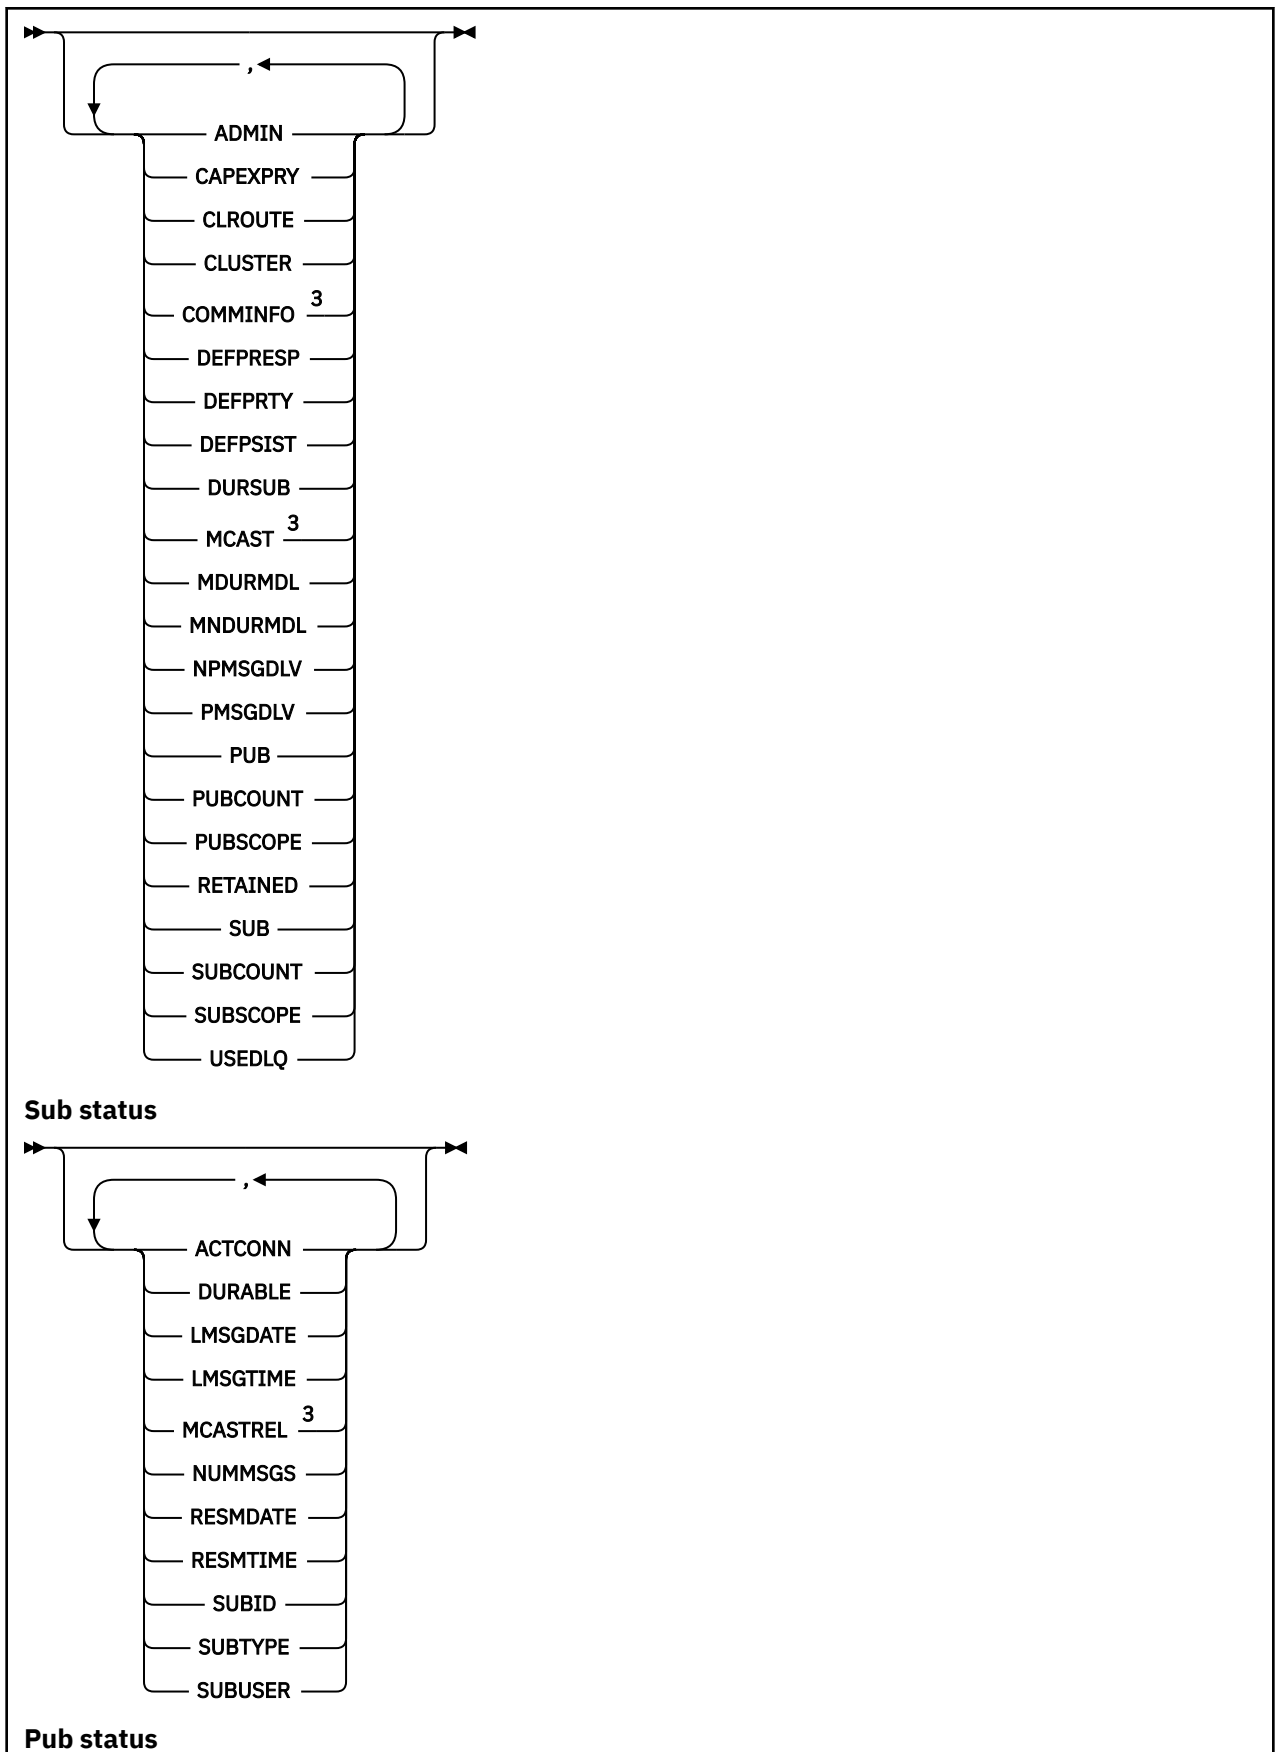 ,
ADMIN
CAPEXPRY
CLROUTE
CLUSTER
COMMINFO 3
DEFPRESP
DEFPRTY
DEFPSIST
DURSUB
MCAST 3
MDURMDL
MNDURMDL
NPMSGDLV
PMSGDLV
PUB
PUBCOUNT
PUBSCOPE
RETAINED
SUB
SUBCOUNT
SUBSCOPE
USEDLQ
Sub status
,
ACTCONN
DURABLE
LMSGDATE
LMSGTIME
MCASTREL 3
NUMMSGS
RESMDATE
RESMTIME
SUBID
SUBTYPE
SUBUSER
Pub status